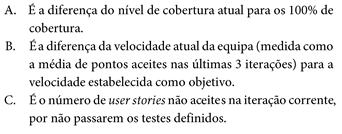 A. É a diferença do nível de cobertura atual para os 100% de
cobertura.
B. É a diferença da velocidade atual da equipa (medida como
a média de pontos aceites nas últimas 3 iterações) para a
velocidade estabelecida como objetivo.
C. É o número de user stories não aceites na iteração corrente,
por não passarem os testes definidos.